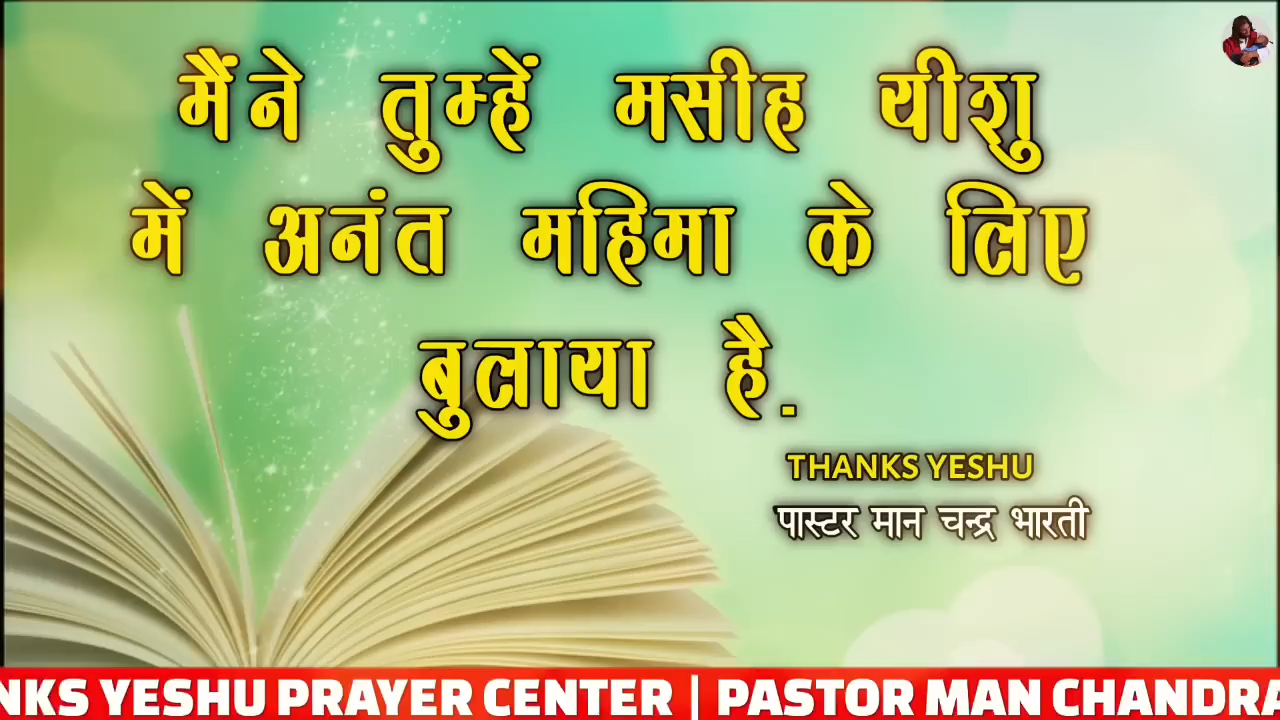 मैंने तुम्हें मसीह यीशु
में अनंत महिमा के लिए
बुलाया है.
THANKS YESHU
पास्टर मान चन्द्र भारती
NKS YESHU PRAYER CENTER | PASTOR MAN CHANDRA